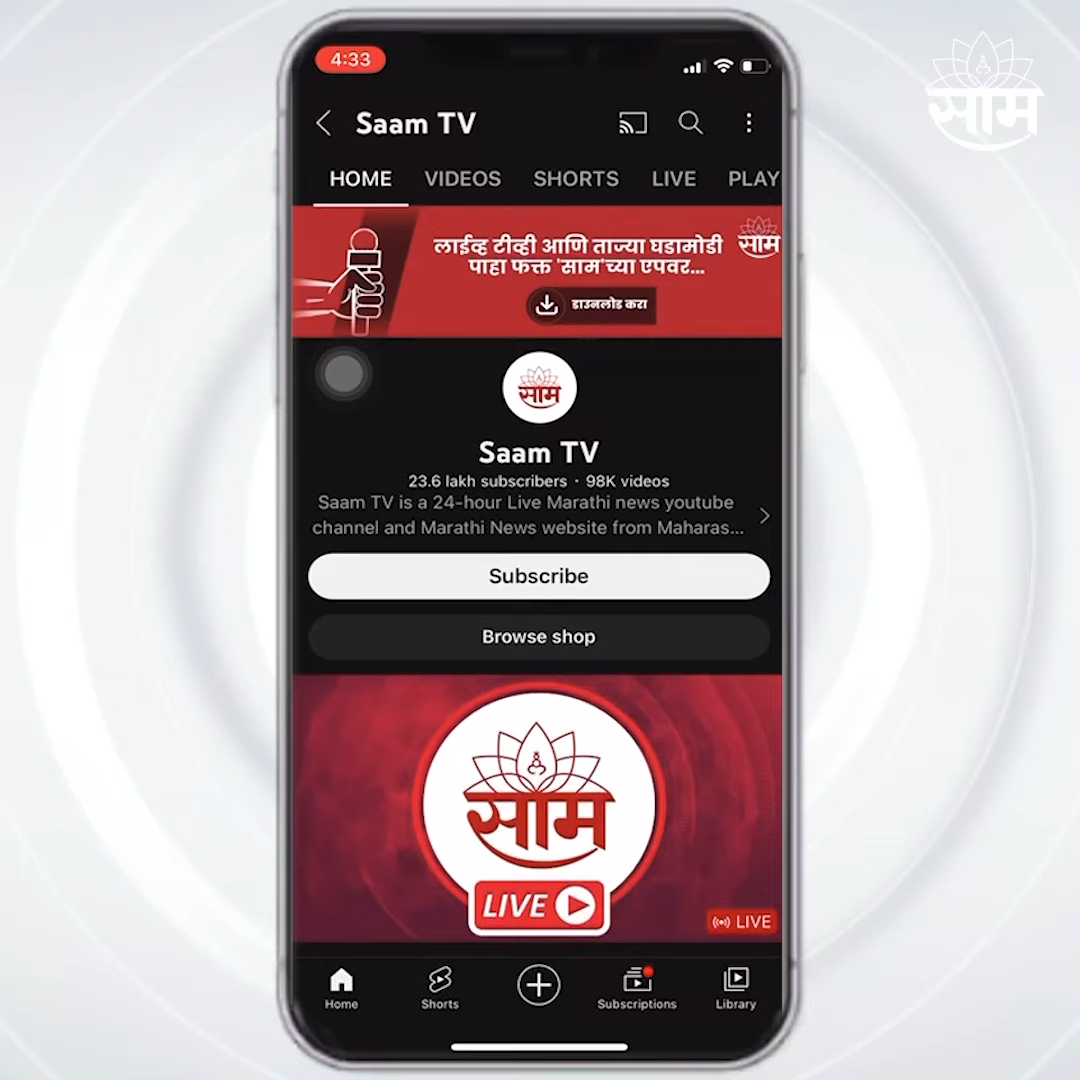 4:33
साम
Saam TV
HOME VIDEOS SHORTS LIVE PLAY
लाईव्ह टीव्ही आणि ताज्या घडामोडी
पाहा फक्त 'साम'च्या एपवर...
साम
डाउनलोड करा
साम
Saam TV
23.6 lakh subscribers · 98K videos
Saam TV is a 24-hour Live Marathi news youtube
channel and Marathi News website from Maharas...
Subscribe
Browse shop
साम
LIVE
LIVE
Home Shorts Subscriptions Library